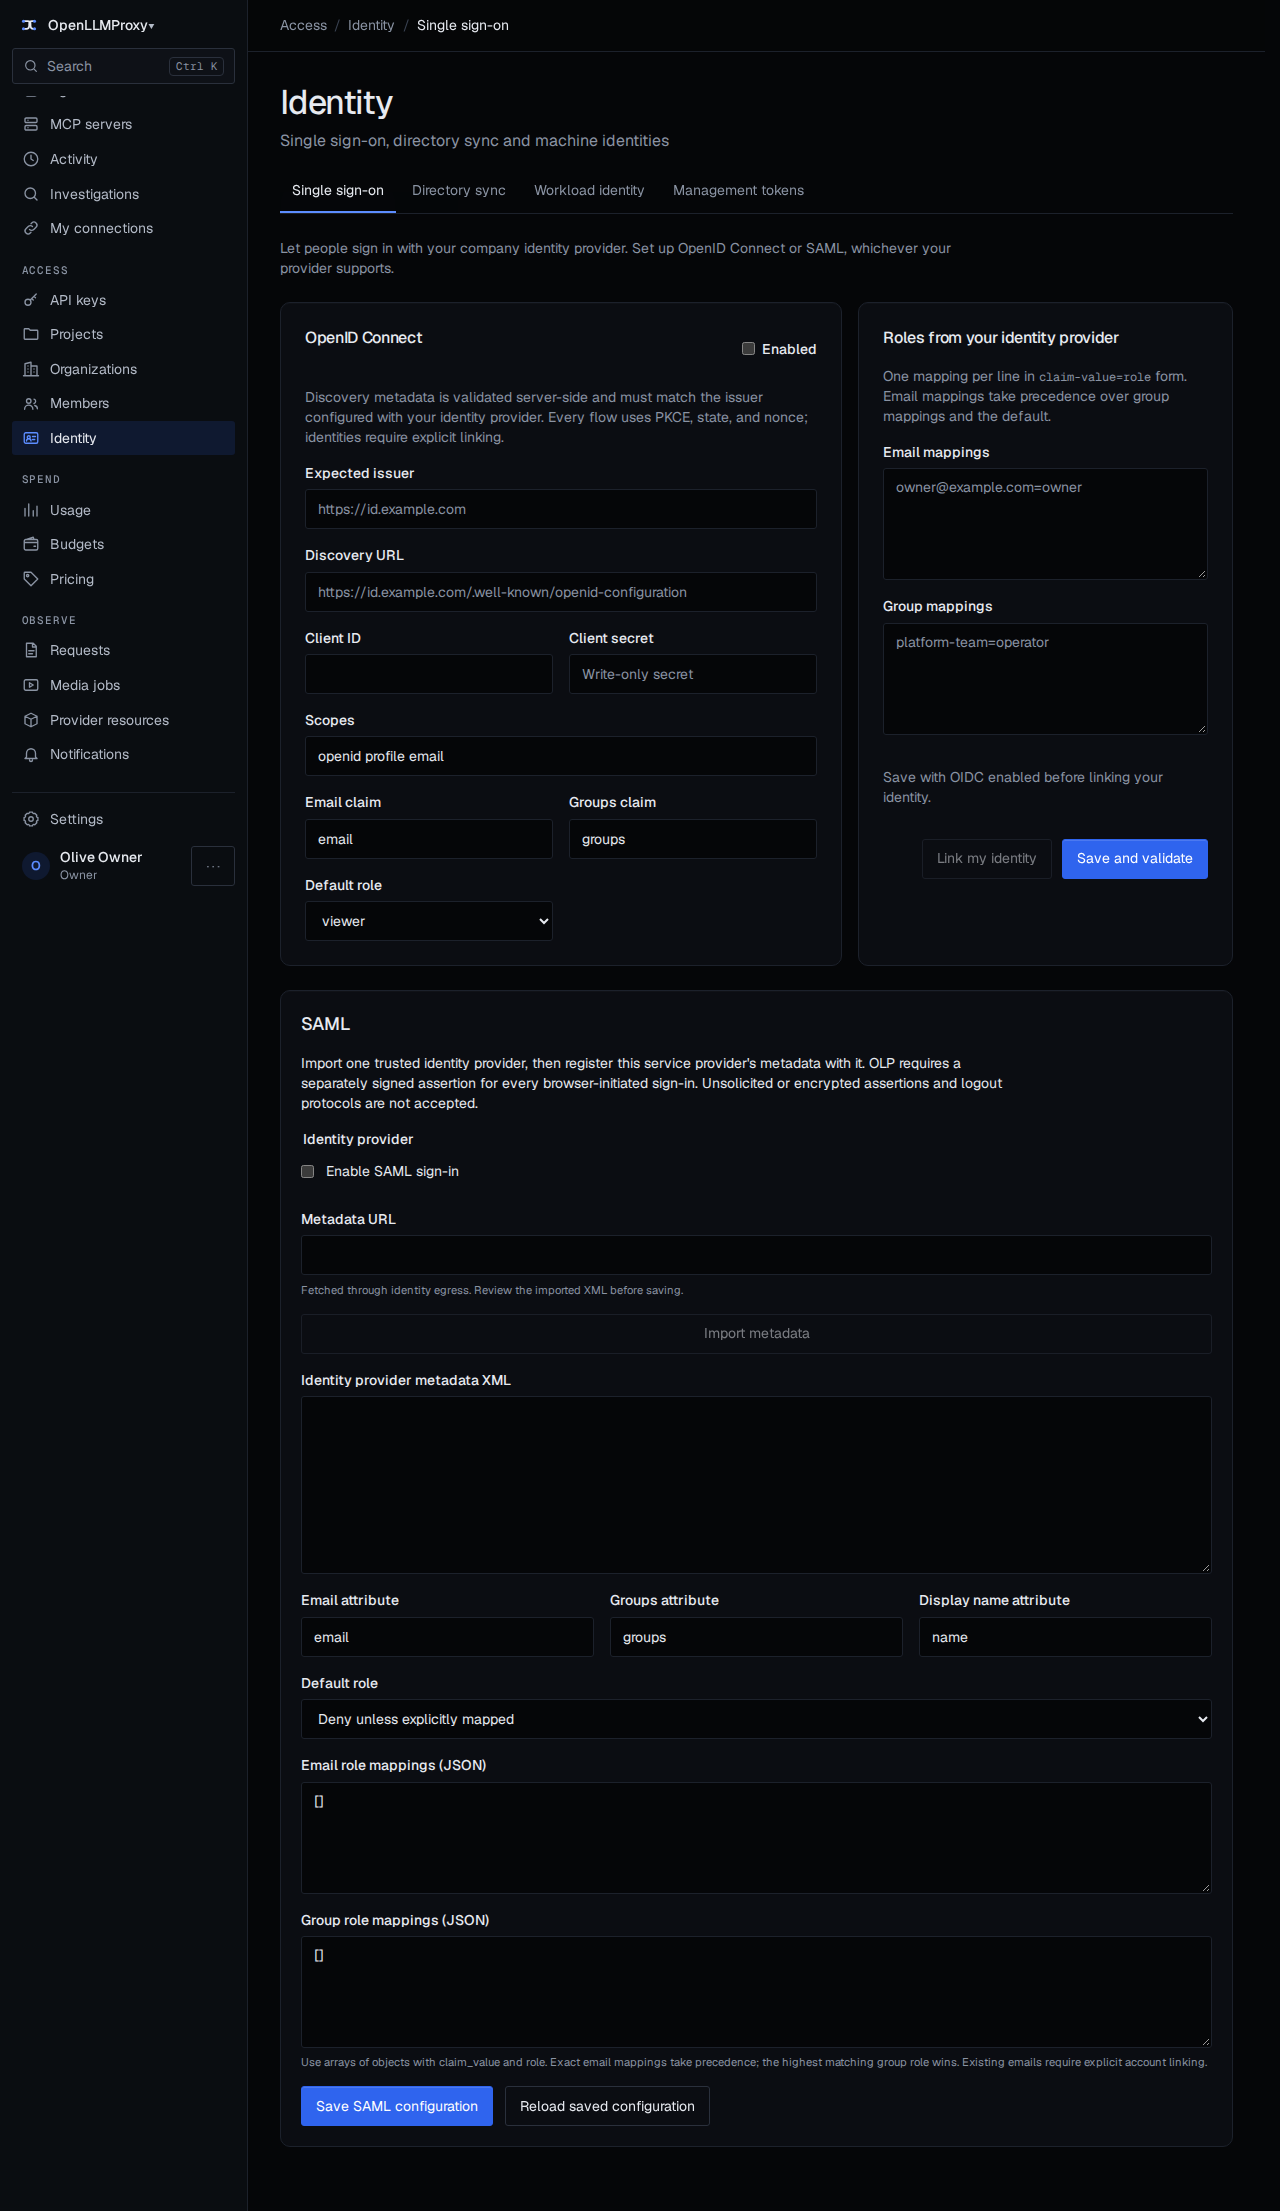 OpenLLMProxy
Search
Ctrl K
MCP servers
Activity
Investigations
My connections
ACCESS
API keys
Projects
Organizations
Members
Identity
SPEND
Usage
Budgets
Pricing
OBSERVE
Requests
Media jobs
Provider resources
Notifications
Settings
O
Olive Owner
Owner
...
Access / Identity / Single sign-on
Identity
Single sign-on, directory sync and machine identities
Single sign-on
Directory sync
Workload identity
Management tokens
Let people sign in with your company identity provider. Set up OpenID Connect or SAML, whichever your
provider supports.
OpenID Connect
Enabled
Discovery metadata is validated server-side and must match the issuer
configured with your identity provider. Every flow uses PKCE, state, and nonce;
identities require explicit linking.
Expected issuer
https://id.example.com
Discovery URL
https://id.example.com/.well-known/openid-configuration
Client ID
Client secret
Write-only secret
Scopes
openid profile email
Email claim
Groups claim
email
groups
Default role
viewer
Roles from your identity provider
One mapping per line in claim-value=role form.
Email mappings take precedence over group
mappings and the default.
Email mappings
owner@example.com=owner
Group mappings
platform-team=operator
Save with OIDC enabled before linking your
identity.
Link my identity
Save and validate
SAML
Import one trusted identity provider, then register this service provider's metadata with it. OLP requires a
separately signed assertion for every browser-initiated sign-in. Unsolicited or encrypted assertions and logout
protocols are not accepted.
Identity provider
Enable SAML sign-in
Metadata URL
Fetched through identity egress. Review the imported XML before saving.
Import metadata
Identity provider metadata XML
Email attribute
Groups attribute
Display name attribute
email
groups
name
Default role
Deny unless explicitly mapped
Email role mappings (JSON)
[]
Group role mappings (JSON)
[]
Use arrays of objects with claim_value and role. Exact email mappings take precedence; the highest matching group role wins. Existing emails require explicit account linking.
Save SAML configuration
Reload saved configuration